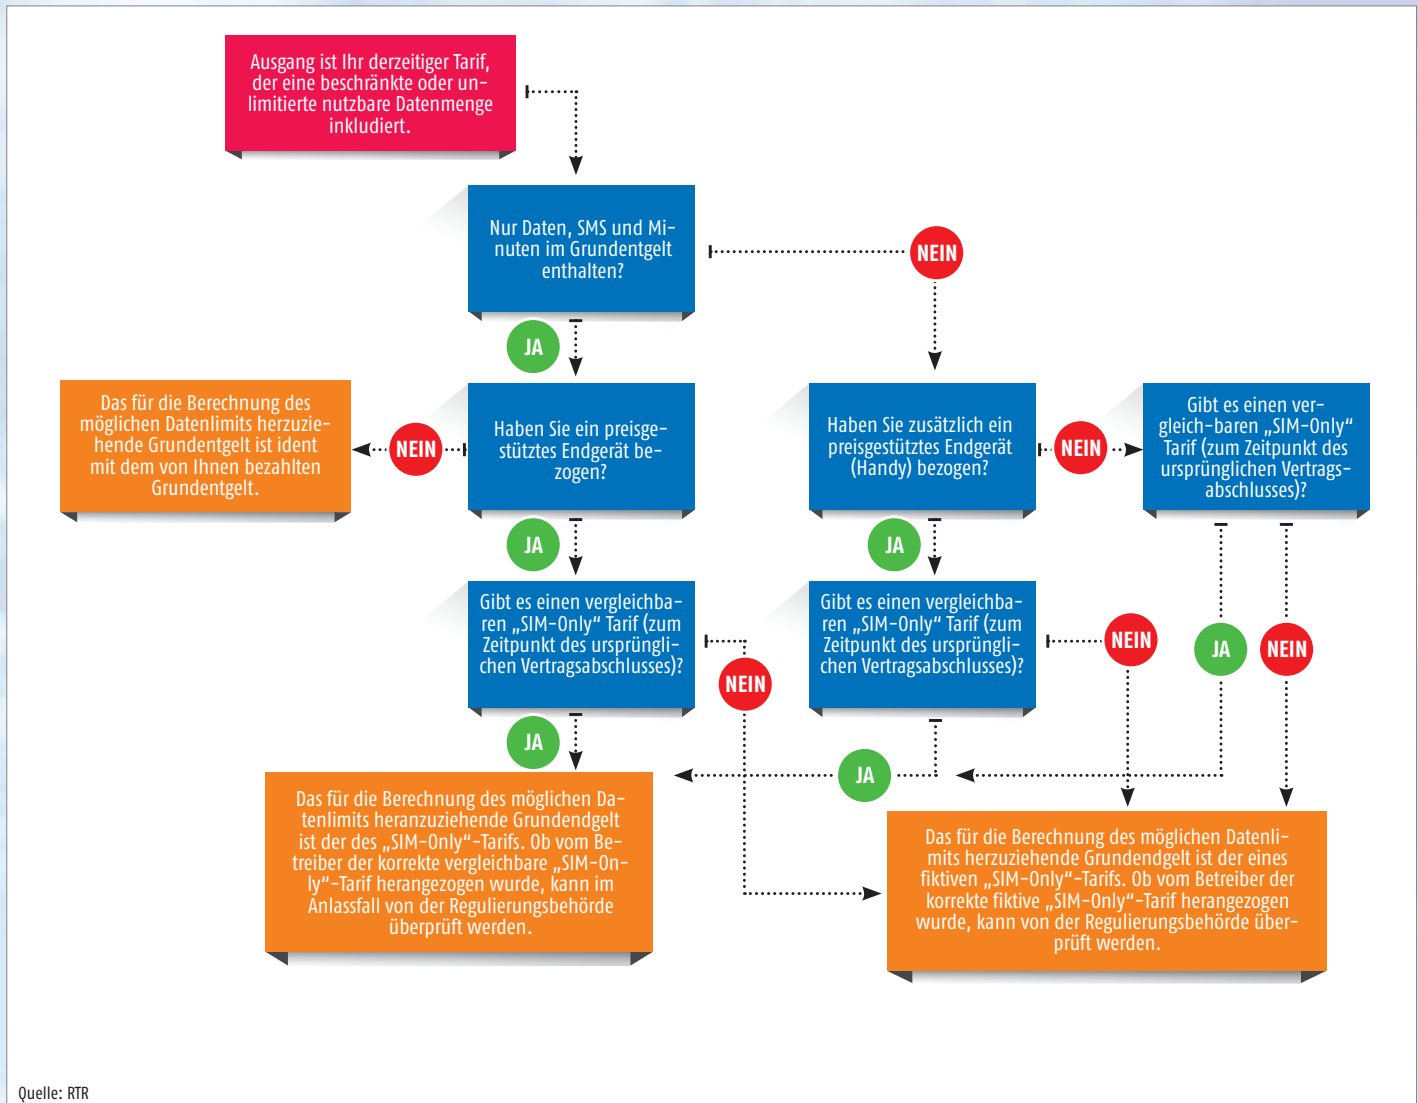 Ausgang ist Ihr derzeitiger Tarif,
der eine beschränkte oder un-
limitierte nutzbare Datenmenge
inkludiert.
Nur Daten, SMS und Mi-
nuten im Grundentgelt
enthalten?
NEIN
JA
Das für die Berechnung des
möglichen Datenlimits herzuzie-
hende Grundentgelt ist ident
mit dem von Ihnen bezahlten
Grundentgelt.
NEIN
Haben Sie ein preisge-
stütztes Endgerät be-
zogen?
Haben Sie zusätzlich ein
preisgestütztes Endgerät
(Handy) bezogen?
NEIN
Gibt es einen ver-
gleich-baren „SIM-Only“
Tarif (zum Zeitpunkt des
ursprünglichen Vertrags-
abschlusses)?
JA
JA
Gibt es einen vergleichba-
ren „SIM-Only“ Tarif (zum
Zeitpunkt des ursprüngli-
chen Vertragsabschlusses)?
NEIN
Gibt es einen vergleichba-
ren „SIM-Only“ Tarif (zum
Zeitpunkt des ursprüngli-
chen Vertragsabschlusses)?
NEIN
JA
NEIN
JA
JA
Das für die Berechnung des möglichen Da-
tenlimits heranzuziehende Grundendgelt
ist der des „SIM-Only“-Tarifs. Ob vom Be-
treiber der korrekte vergleichbare „SIM-On-
ly“-Tarif herangezogen wurde, kann im
Anlassfall von der Regulierungsbehörde
überprüft werden.
Das für die Berechnung des möglichen Datenli-
mits herzuziehende Grundendgelt ist der eines
fiktiven „SIM-Only“-Tarifs. Ob vom Betreiber der
korrekte fiktive „SIM-Only“-Tarif herangezogen
wurde, kann von der Regulierungsbehörde über-
prüft werden.
Quelle: RTR